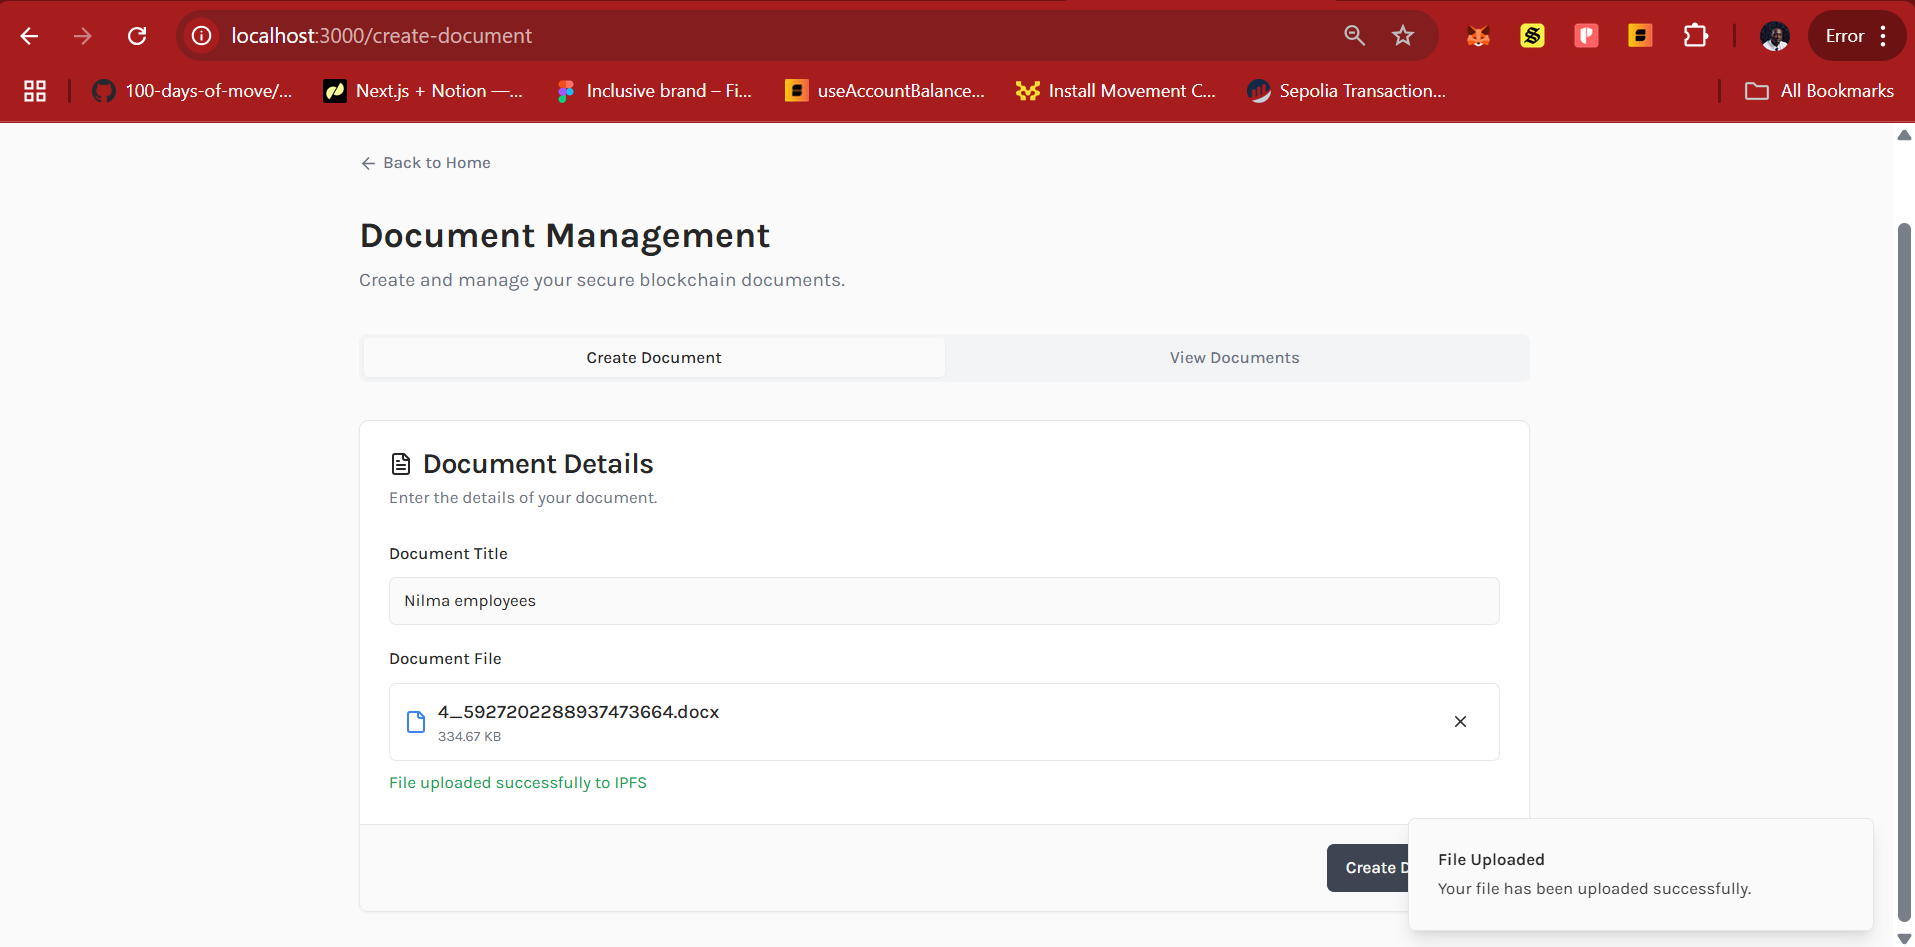 localhost:3000/create-document
Error
100-days-of-move/...
Next.js + Notion —...
Inclusive brand – Fi...
useAccountBalance...
Install Movement C...
Sepolia Transaction...
All Bookmarks
Back to Home
Document Management
Create and manage your secure blockchain documents.
Create Document
View Documents
Document Details
Enter the details of your document.
Document Title
Nilma employees
Document File
4_5927202288937473664.docx
334.67 KB
File uploaded successfully to IPFS
Create D
File Uploaded
Your file has been uploaded successfully.